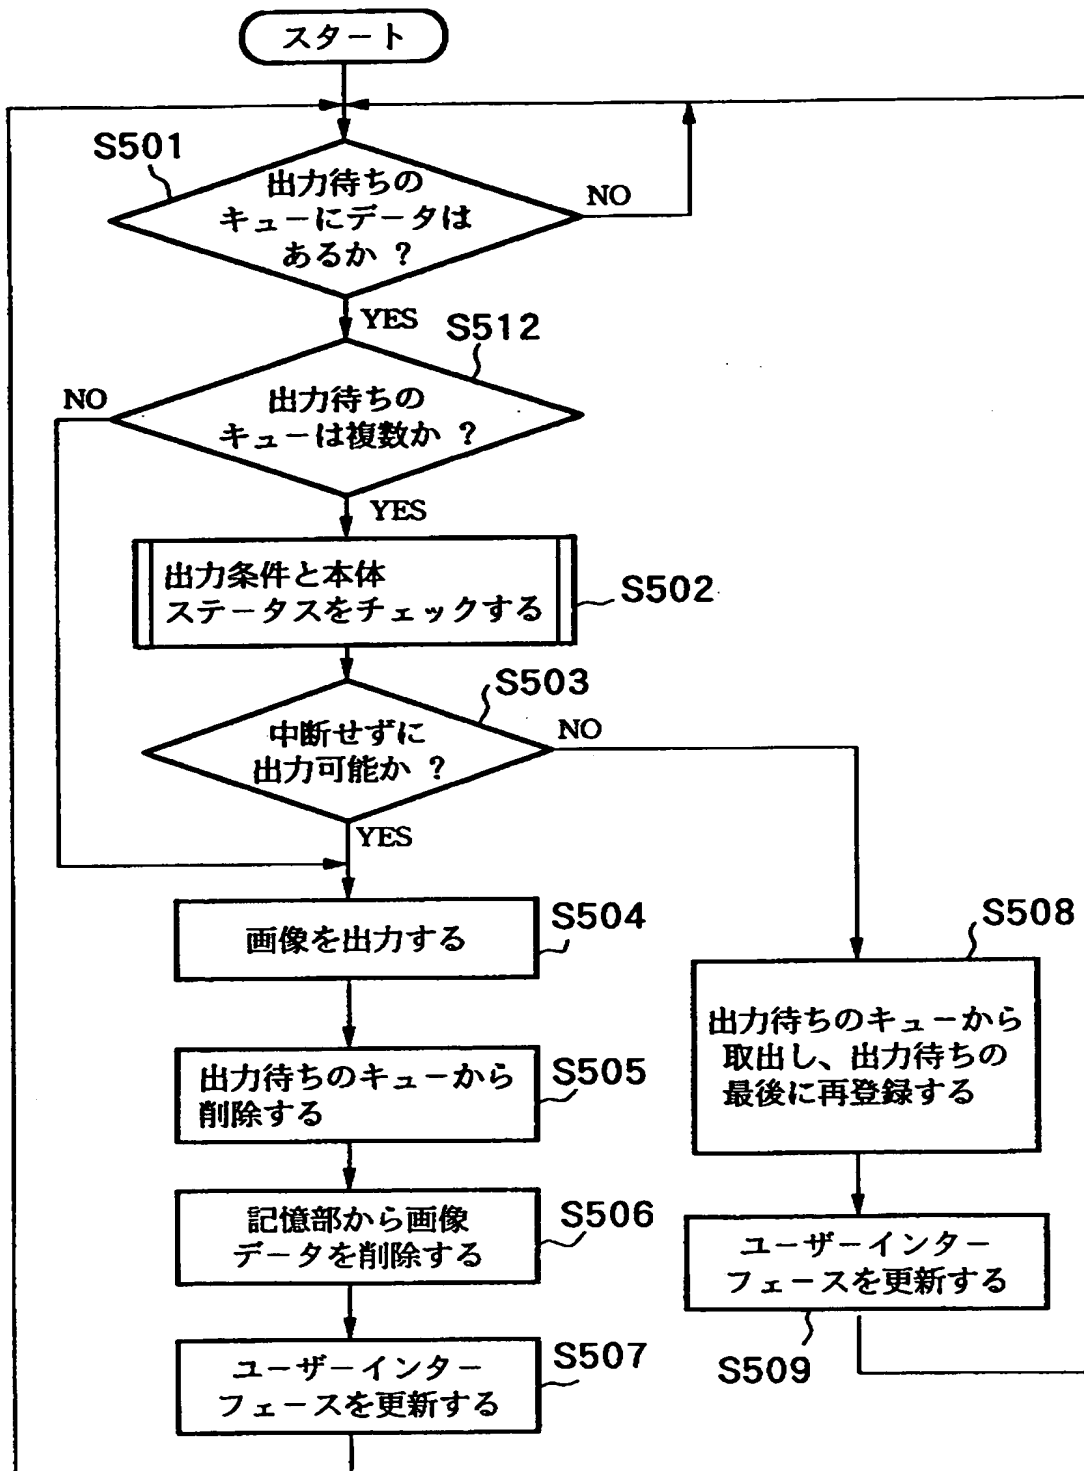 スタート
S501
出力待ちの
キューにデータは
あるか ?
NO
YES
S512
出力待ちの
キューは複数か ?
NO
YES
出力条件と本体
ステータスをチェックする
S502
S503
中断せずに
出力可能か ?
NO
YES
画像を出力する
S504
出力待ちのキューから
削除する
S505
記憶部から画像
データを削除する
S506
ユーザーインター
フェースを更新する
S507
S508
出力待ちのキューから
取出し、出力待ちの
最後に再登録する
ユーザーインター
フェースを更新する
S509